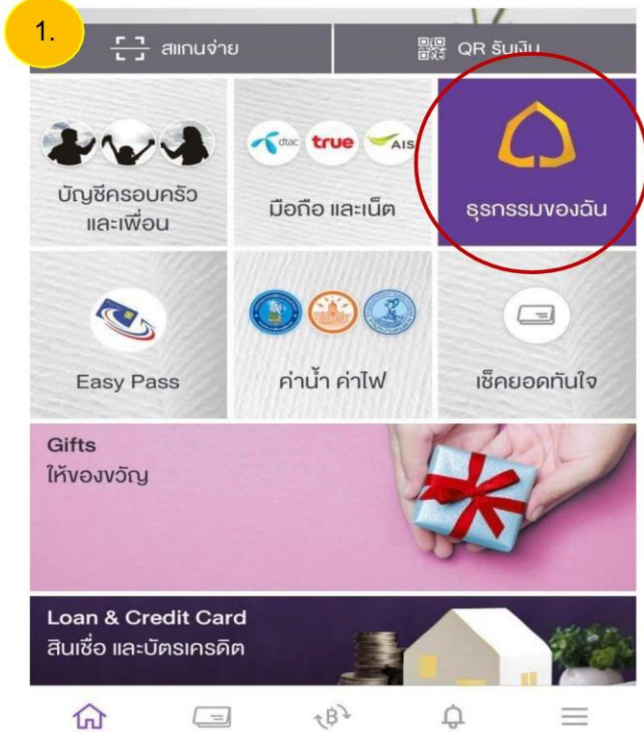 1.
สแกนจ่าย
QR รับเงิน
dtac true AIS
บัญชีครอบครัว
และเพื่อน
มือถือ และเน็ต
ธุรกรรมของฉัน
Easy Pass
ค่าน้ำ ค่าไฟ
เช็คยอดทันใจ
Gifts
ให้ของขวัญ
Loan & Credit Card
สินเชื่อ และบัตรเครดิต